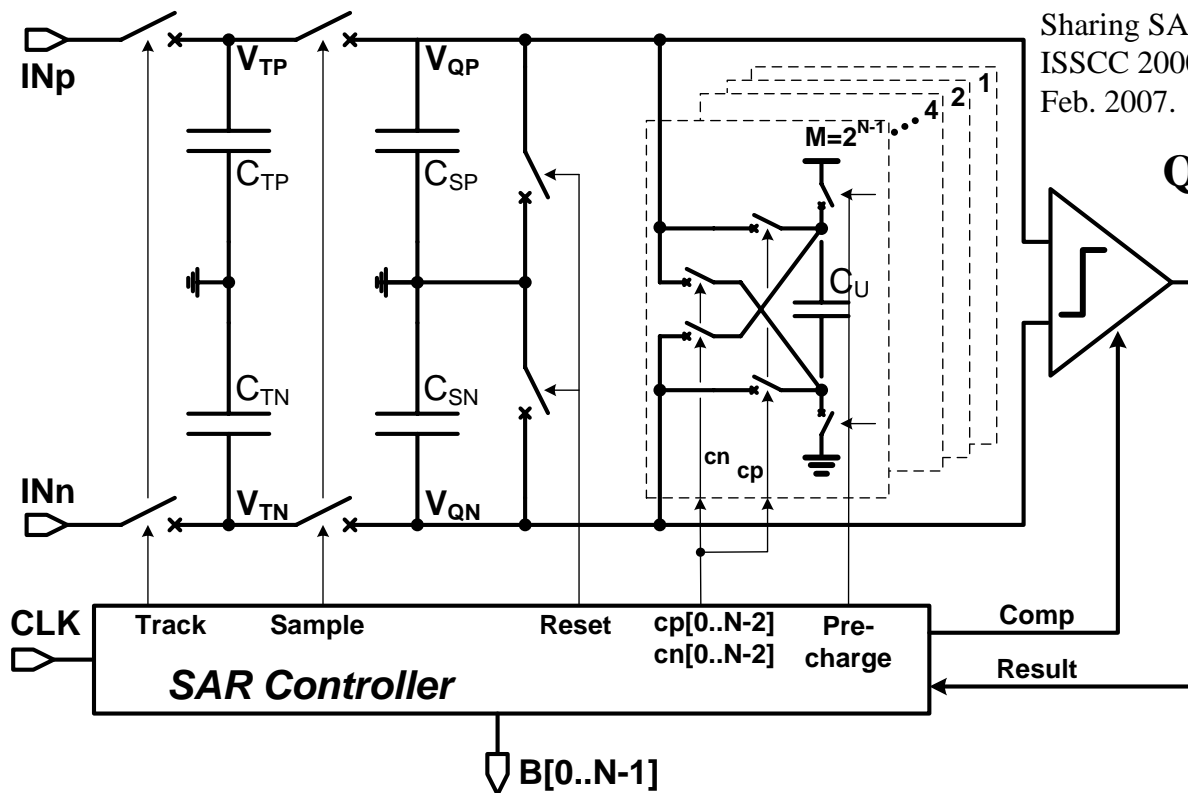 Sharing SA
ISSCC 200
Feb. 2007.
INp
V_TP
V_QP
1
2
4
M=2^N-1
Q
C_TP
C_SP
C_U
C_TN
C_SN
cn
cp
INn
V_TN
V_QN
CLK
Track
Sample
Reset
cp[0..N-2]
cn[0..N-2]
Pre-
charge
Comp
Result
SAR Controller
B[0..N-1]